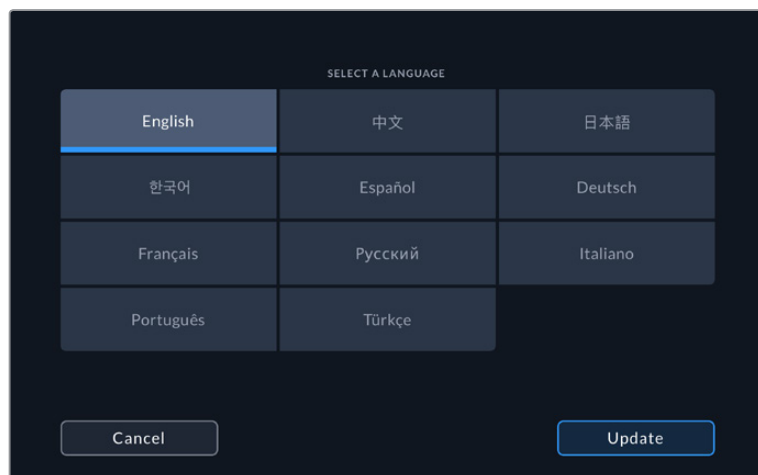 SELECT A LANGUAGE
English 中文 日本語
한국어 Español Deutsch
Français Русский Italiano
Português Türkçe
Cancel Update